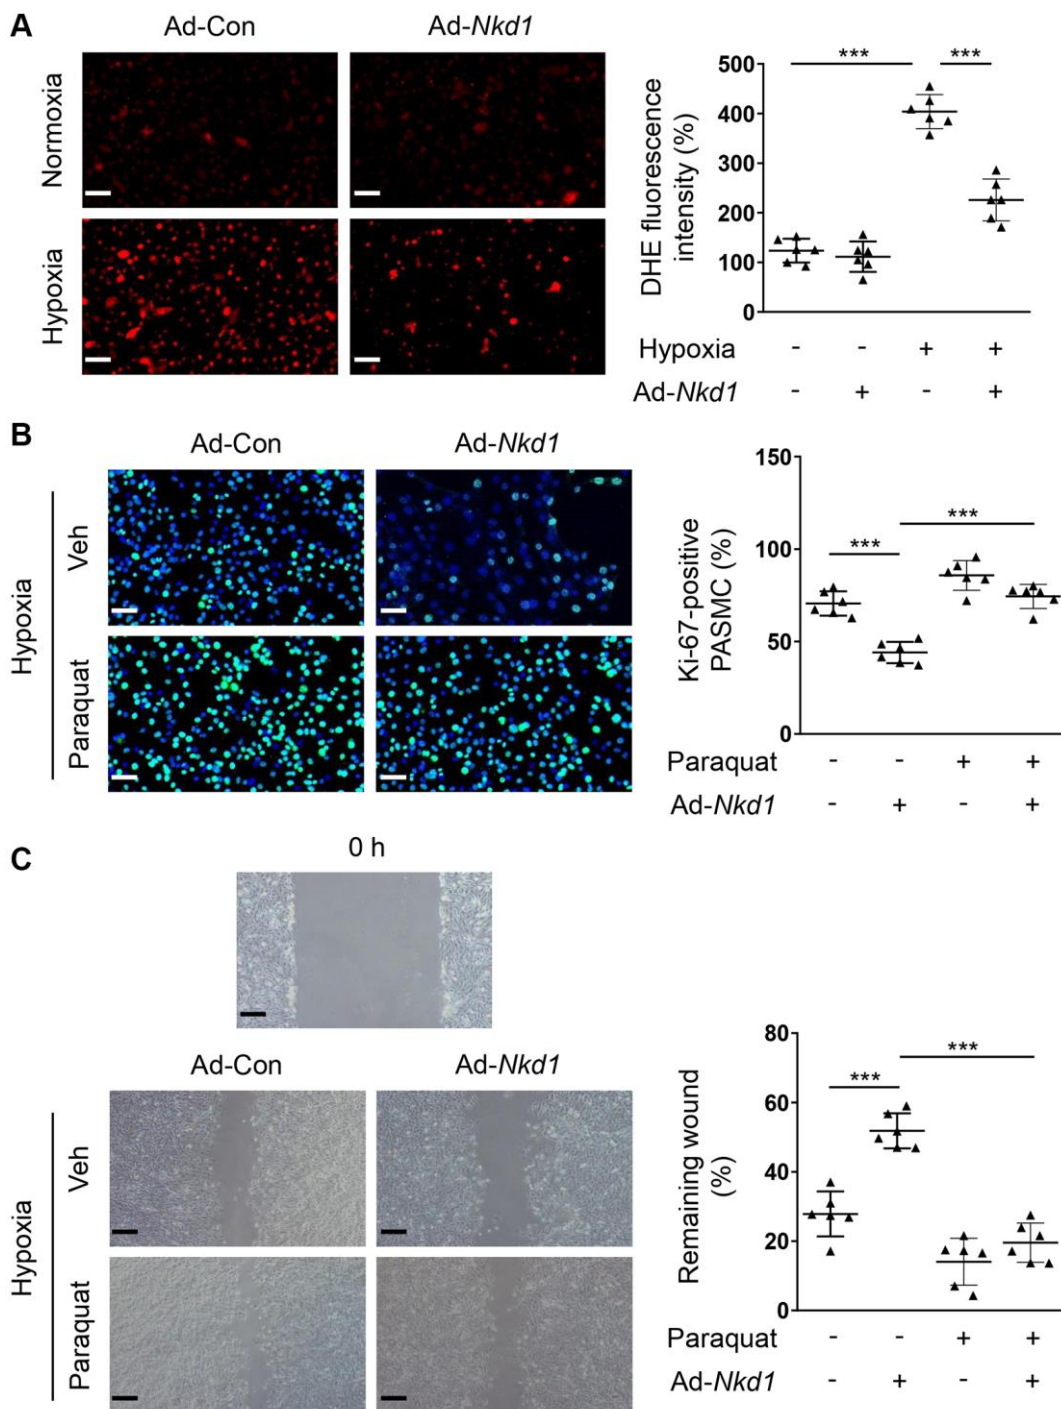 A
Ad-Con Ad-Nkd1
Normoxia
Hypoxia
DHE fluorescence
intensity (%)
500
400
300
200
100
0
*** ***
Hypoxia - - + +
Ad-Nkd1 - + - +
B
Ad-Con Ad-Nkd1
Hypoxia
Veh
Paraquat
Ki-67-positive
PASMC (%)
150
100
50
0
*** ***
Paraquat - - + +
Ad-Nkd1 - + - +
C
0 h
Ad-Con Ad-Nkd1
Hypoxia
Veh
Paraquat
Remaining wound
(%)
80
60
40
20
0
*** ***
Paraquat - - + +
Ad-Nkd1 - + - +